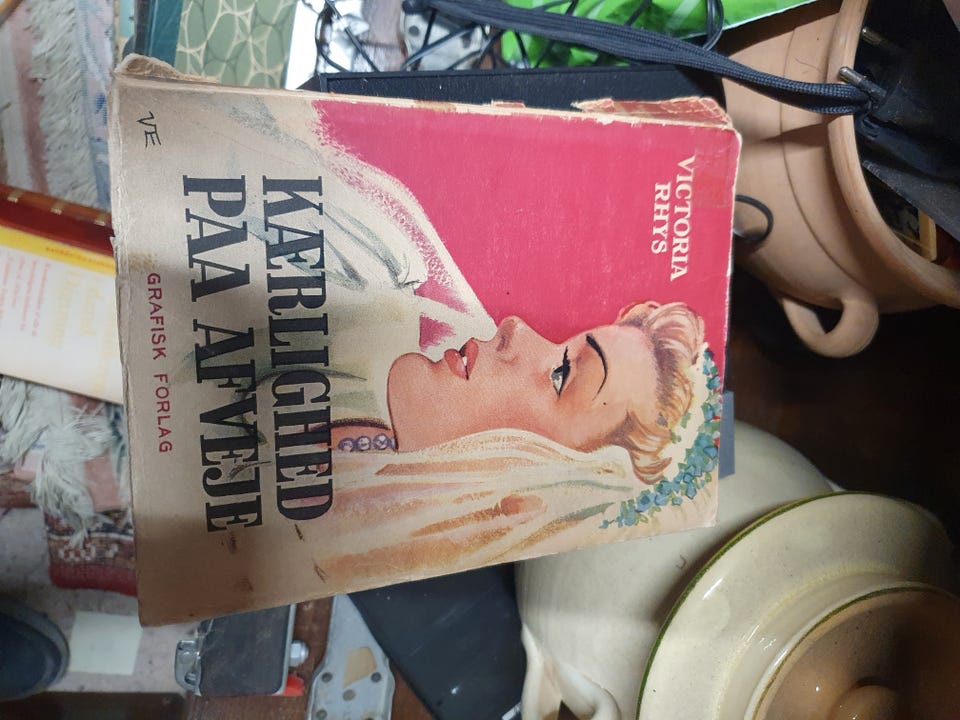 VICTORIA
RHYS
KÆRLIGHED
PAA AFVEJE
GRAFISK FORLAG
VE